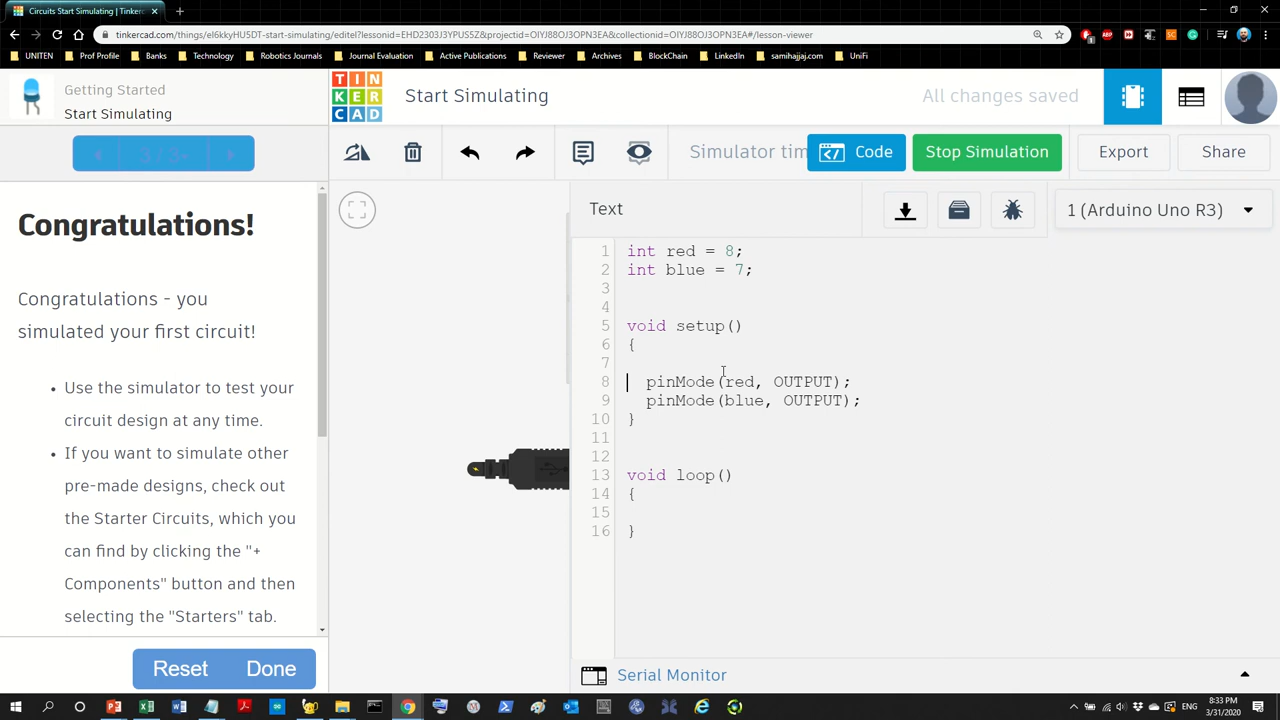 Circuits Start Simulating | Tinkerc
tinkercad.com/things/el6kkyHU5DT-start-simulating/editel?lessonid=EHD2303J3YPUS5Z&projectid=OIYJ88OJ3OPN3EA&collectionid=OIYJ88OJ3OPN3EA#/lesson-viewer
UNITEN Prof Profile Banks Technology Robotics Journals Journal Evaluation Active Publications Reviewer Archives BlockChain LinkedIn samihajjaj.com UniFi
Getting Started
Start Simulating
TINKERCAD
Start Simulating
All changes saved
3 / 3
Simulator tim
Code
Stop Simulation
Export
Share
Text
1 (Arduino Uno R3)
Congratulations!
Congratulations - you
simulated your first circuit!
Use the simulator to test your
circuit design at any time.
If you want to simulate other
pre-made designs, check out
the Starter Circuits, which you
can find by clicking the "+
Components" button and then
selecting the "Starters" tab.
Reset
Done
1 int red = 8;
2 int blue = 7;
3
4
5 void setup()
6 {
7
8 pinMode(red, OUTPUT);
9 pinMode(blue, OUTPUT);
10 }
11
12
13 void loop()
14 {
15
16 }
Serial Monitor
8:33 PM
3/31/2020